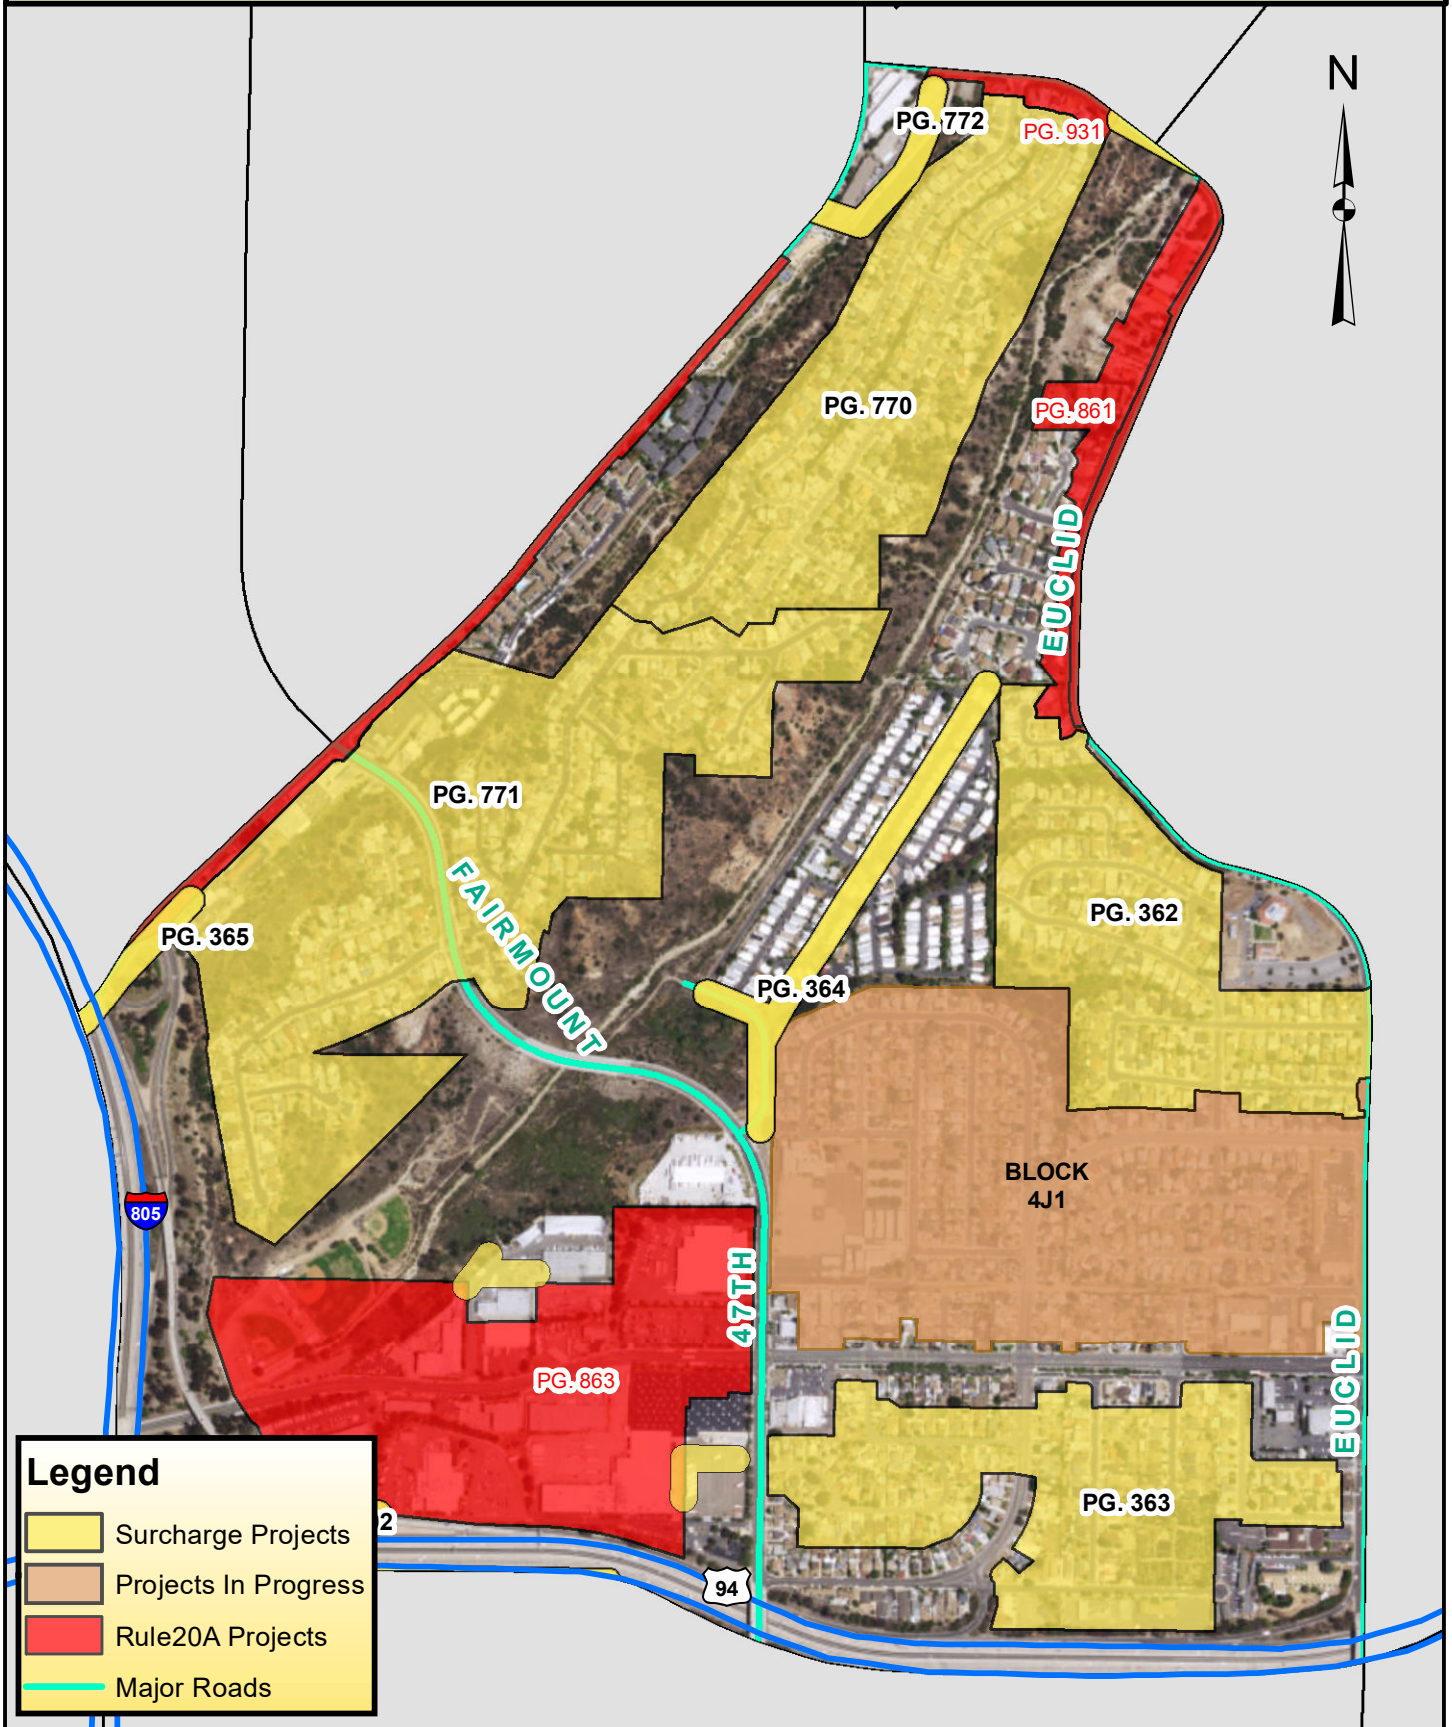 N
PG. 772
PG. 931
PG. 770
PG. 861
EUCLID
PG. 771
FAIRMOUNT
PG. 362
PG. 365
PG. 364
BLOCK
4J1
805
47TH
EUCLID
PG. 863
PG. 363
94
Legend
Surcharge Projects
Projects In Progress
Rule20A Projects
Major Roads